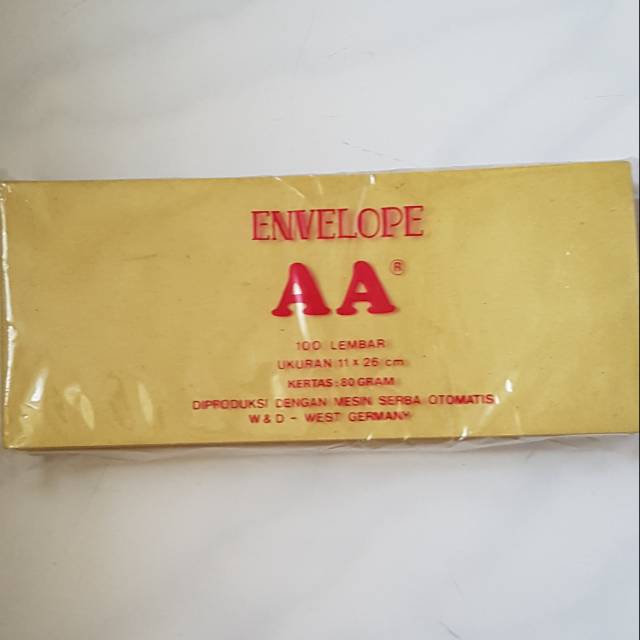 ENVELOPE
AA®
100 LEMBAR
UKURAN 11 x 26 cm
KERTAS : 80 GRAM
DIPRODUKSI DENGAN MESIN SERBA OTOMATIS
W & D - WEST GERMANY